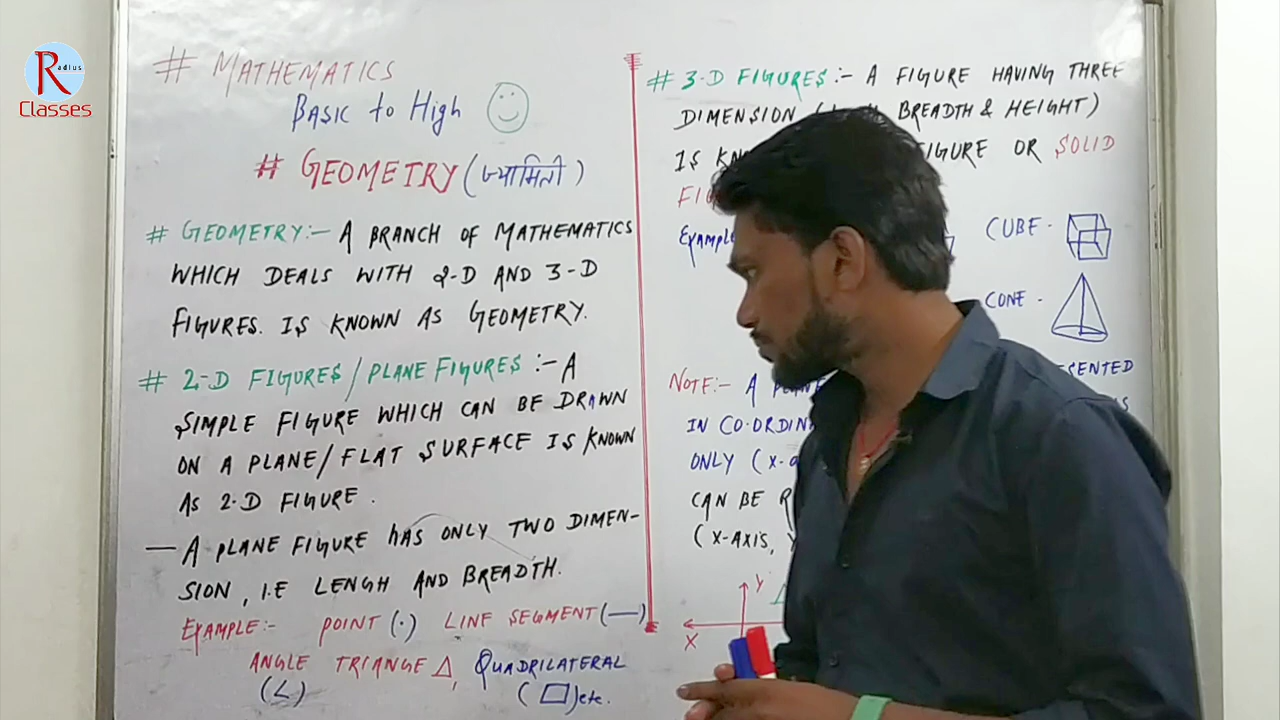 Radius
Classes
# MATHEMATICS
BASIC to High
# GEOMETRY (ज्यामिती)
# GEOMETRY:- A BRANCH OF MATHEMATICS
WHICH DEALS WITH 2-D AND 3-D
FIGURES. IS KNOWN AS GEOMETRY.
# 2-D FIGURES/PLANE FIGURES :- A
SIMPLE FIGURE WHICH CAN BE DRAWN
ON A PLANE/FLAT SURFACE IS KNOWN
AS 2-D FIGURE.
— A PLANE FIGURE HAS ONLY TWO DIMEN-
SION, I.E LENGH AND BREADTH.
EXAMPLE:- POINT (·) LINE SEGMENT (—)
ANGLE TRIANGE △, QUADRILATERAL
(∠) (▱) etc.
# 3-D FIGURES :- A FIGURE HAVING THREE
DIMENSION ( BREADTH & HEIGHT)
IS FIGURE OR SOLID
Example
CUBE -
CONE -
NOTE:- A
IN CO-ORDIN
ONLY (X-
CAN BE
(X-AXIS,
Y
X